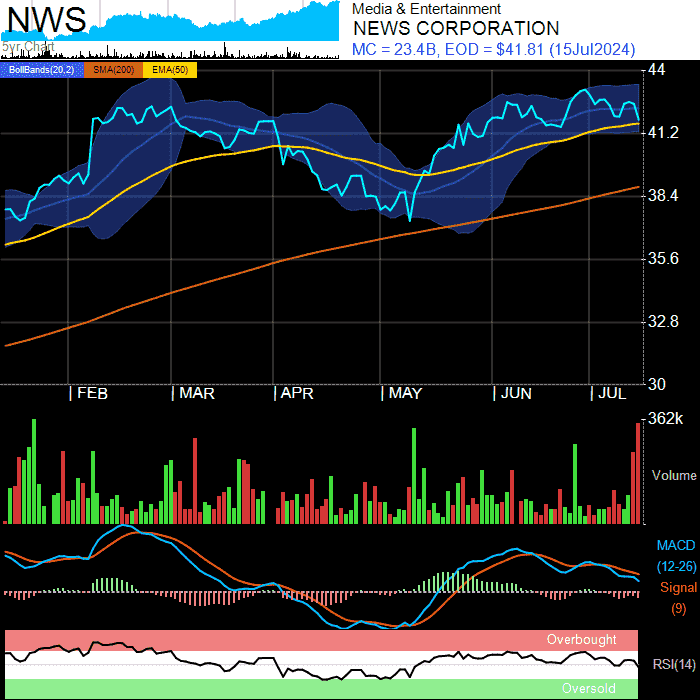 NWS
5yr Chart
Media & Entertainment
NEWS CORPORATION
MC = 23.4B, EOD = $41.81 (15Jul2024)
BollBands(20,2) SMA(200) EMA(50)
44
41.2
38.4
35.6
32.8
30
| FEB | MAR | APR | MAY | JUN | JUL
362k
Volume
MACD
(12-26)
Signal
(9)
Overbought
RSI(14)
Oversold